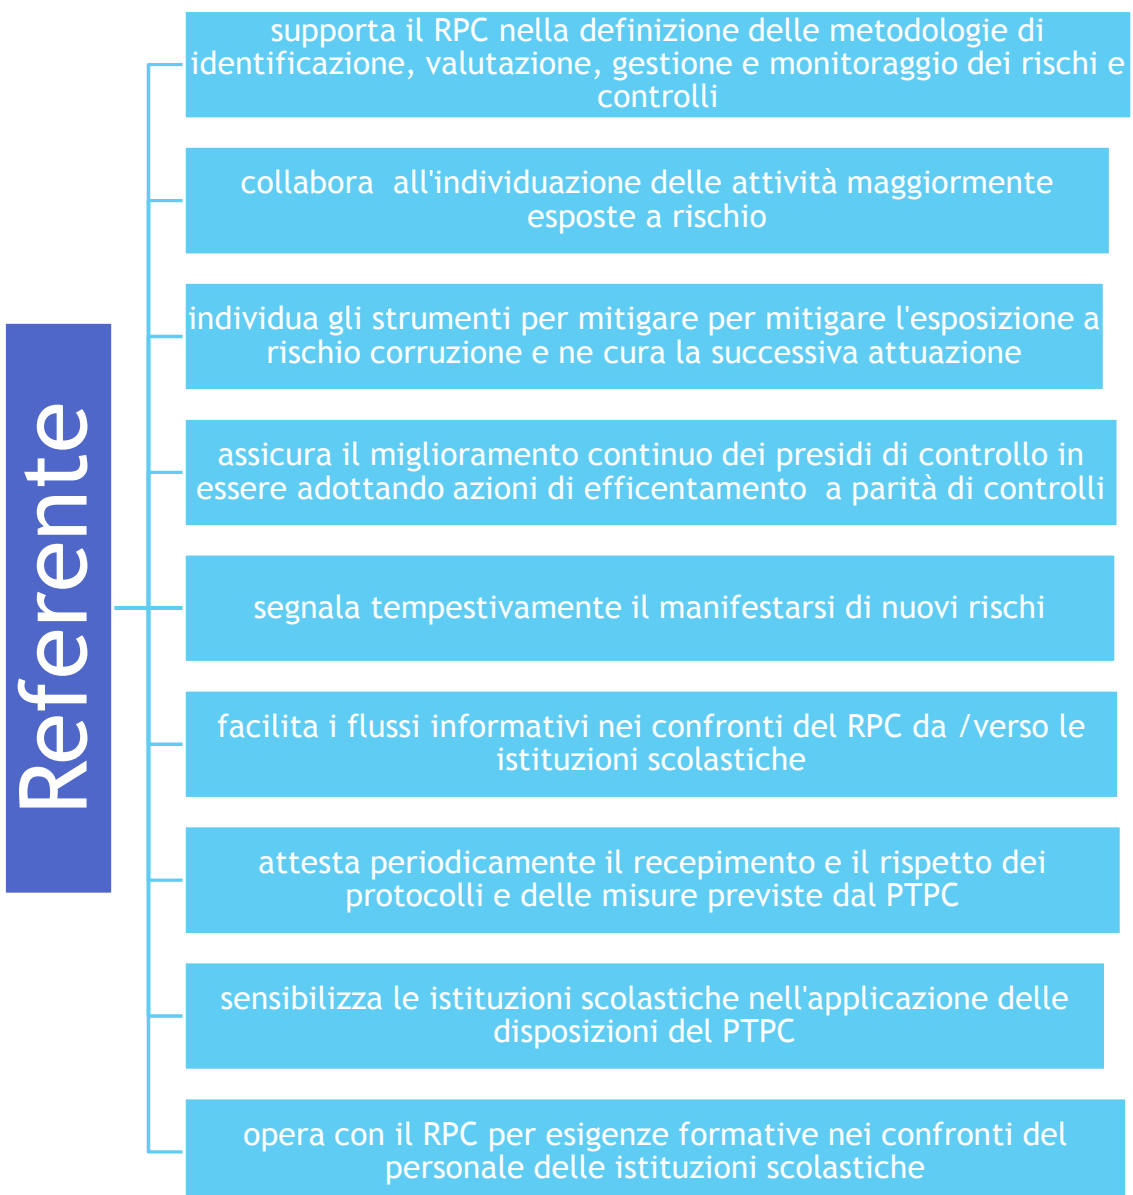 Referente
supporta il RPC nella definizione delle metodologie di
identificazione, valutazione, gestione e monitoraggio dei rischi e
controlli
collabora  all'individuazione delle attività maggiormente
esposte a rischio
individua gli strumenti per mitigare per mitigare l'esposizione a
rischio corruzione e ne cura la successiva attuazione
assicura il miglioramento continuo dei presidi di controllo in
essere adottando azioni di efficentamento  a parità di controlli
segnala tempestivamente il manifestarsi di nuovi rischi
facilita i flussi informativi nei confronti del RPC da /verso le
istituzioni scolastiche
attesta periodicamente il recepimento e il rispetto dei
protocolli e delle misure previste dal PTPC
sensibilizza le istituzioni scolastiche nell'applicazione delle
disposizioni del PTPC
opera con il RPC per esigenze formative nei confronti del
personale delle istituzioni scolastiche